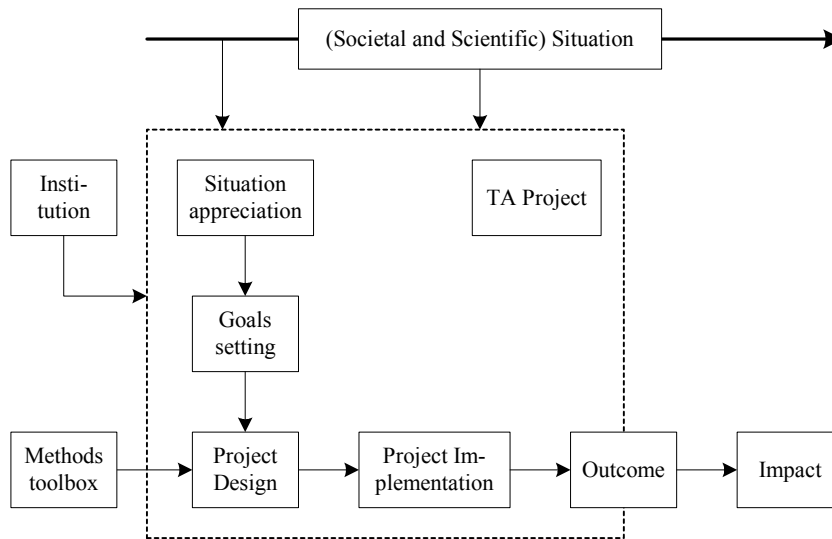 (Societal and Scientific) Situation
Insti-
tution
Situation
appreciation
TA Project
Goals
setting
Methods
toolbox
Project
Design
Project Im-
plementation
Outcome
Impact